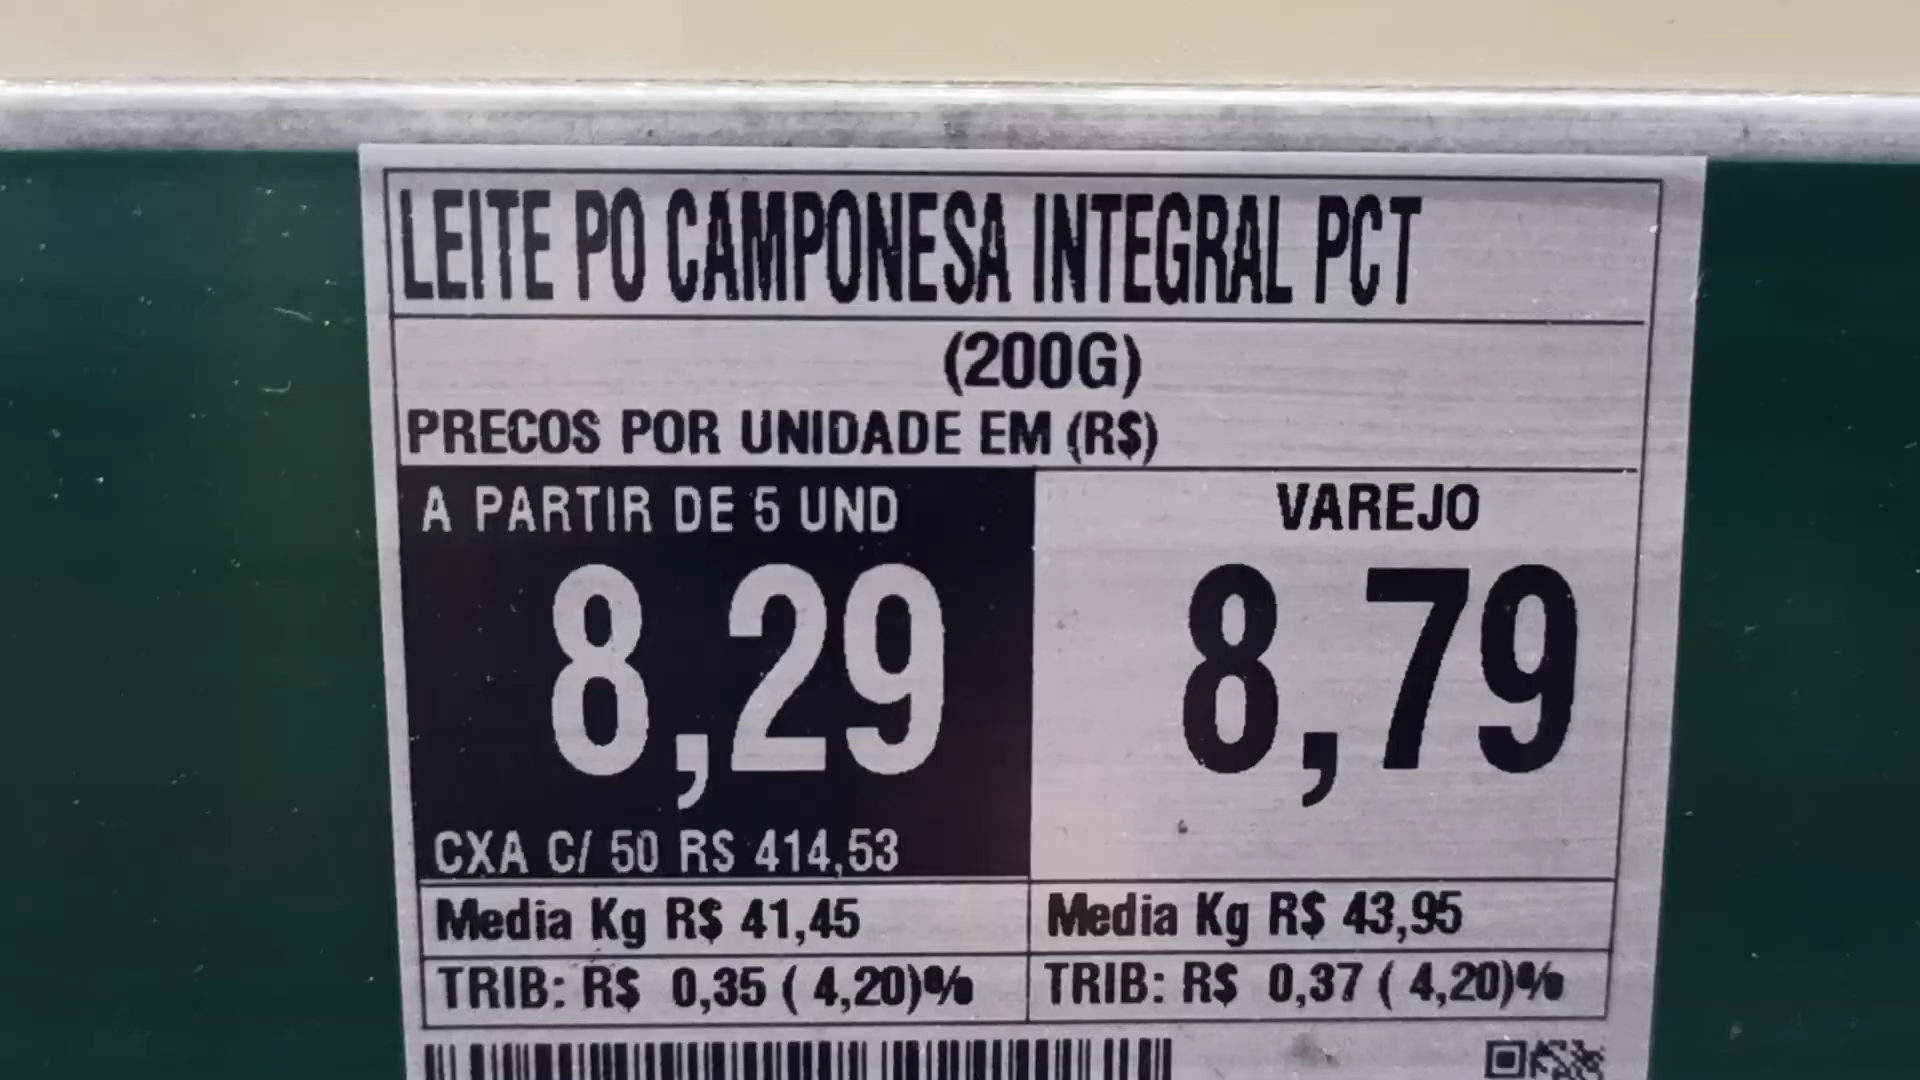 LEITE PO CAMPONESA INTEGRAL PCT
(200G)
PRECOS POR UNIDADE EM (R$)
A PARTIR DE 5 UND
8,29
CXA C/ 50 RS 414,53
VAREJO
8,79
Media Kg R$ 41,45
Media Kg R$ 43,95
TRIB: R$ 0,35 ( 4,20)%
TRIB: R$ 0,37 ( 4,20)%